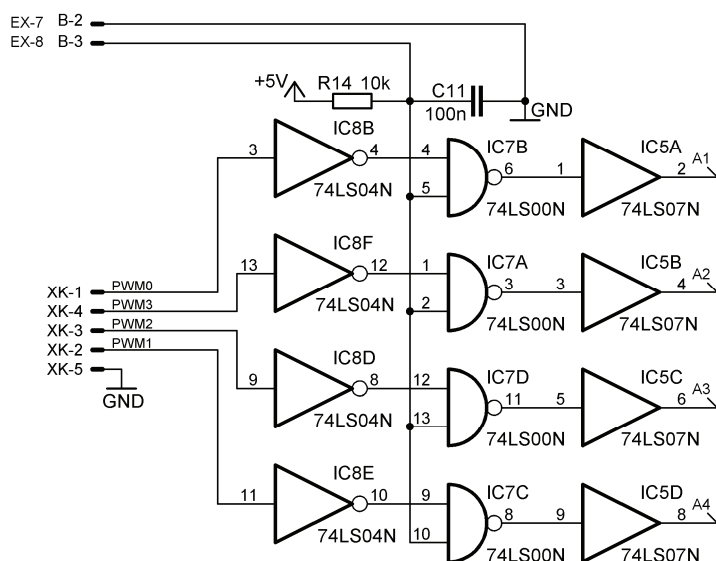 EX-7 B-2
EX-8 B-3
+5V R14 10k C11
100n GND
IC8B IC7B IC5A
3 4 4 6 1 2 A1
5
74LS04N 74LS00N 74LS07N
IC8F IC7A IC5B
13 12 1 3 3 4 A2
2
74LS04N 74LS00N 74LS07N
XK-1 PWM0
XK-4 PWM3
XK-3 PWM2
XK-2 PWM1
XK-5
GND
IC8D IC7D IC5C
9 8 12 11 5 6 A3
13
74LS04N 74LS00N 74LS07N
IC8E IC7C IC5D
11 10 9 8 9 8 A4
10
74LS04N 74LS00N 74LS07N